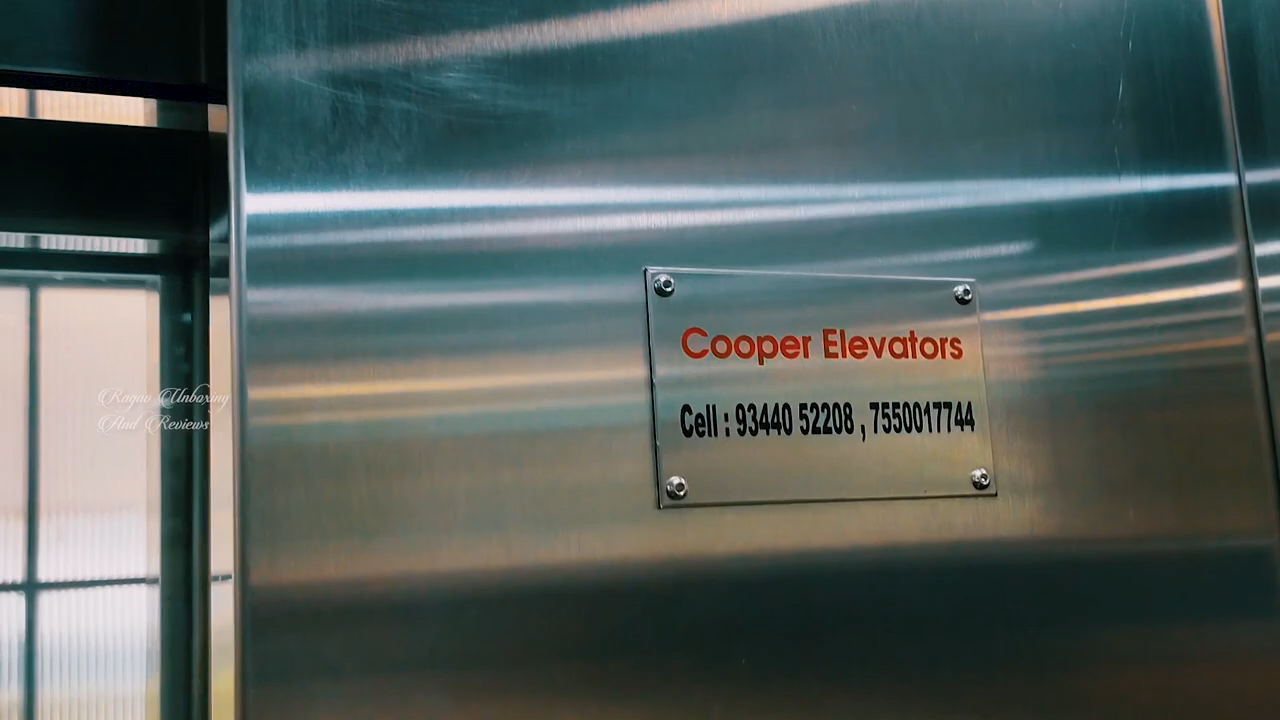 Cooper Elevators
Cell : 93440 52208 , 7550017744
Ragav Unboxing
And Reviews